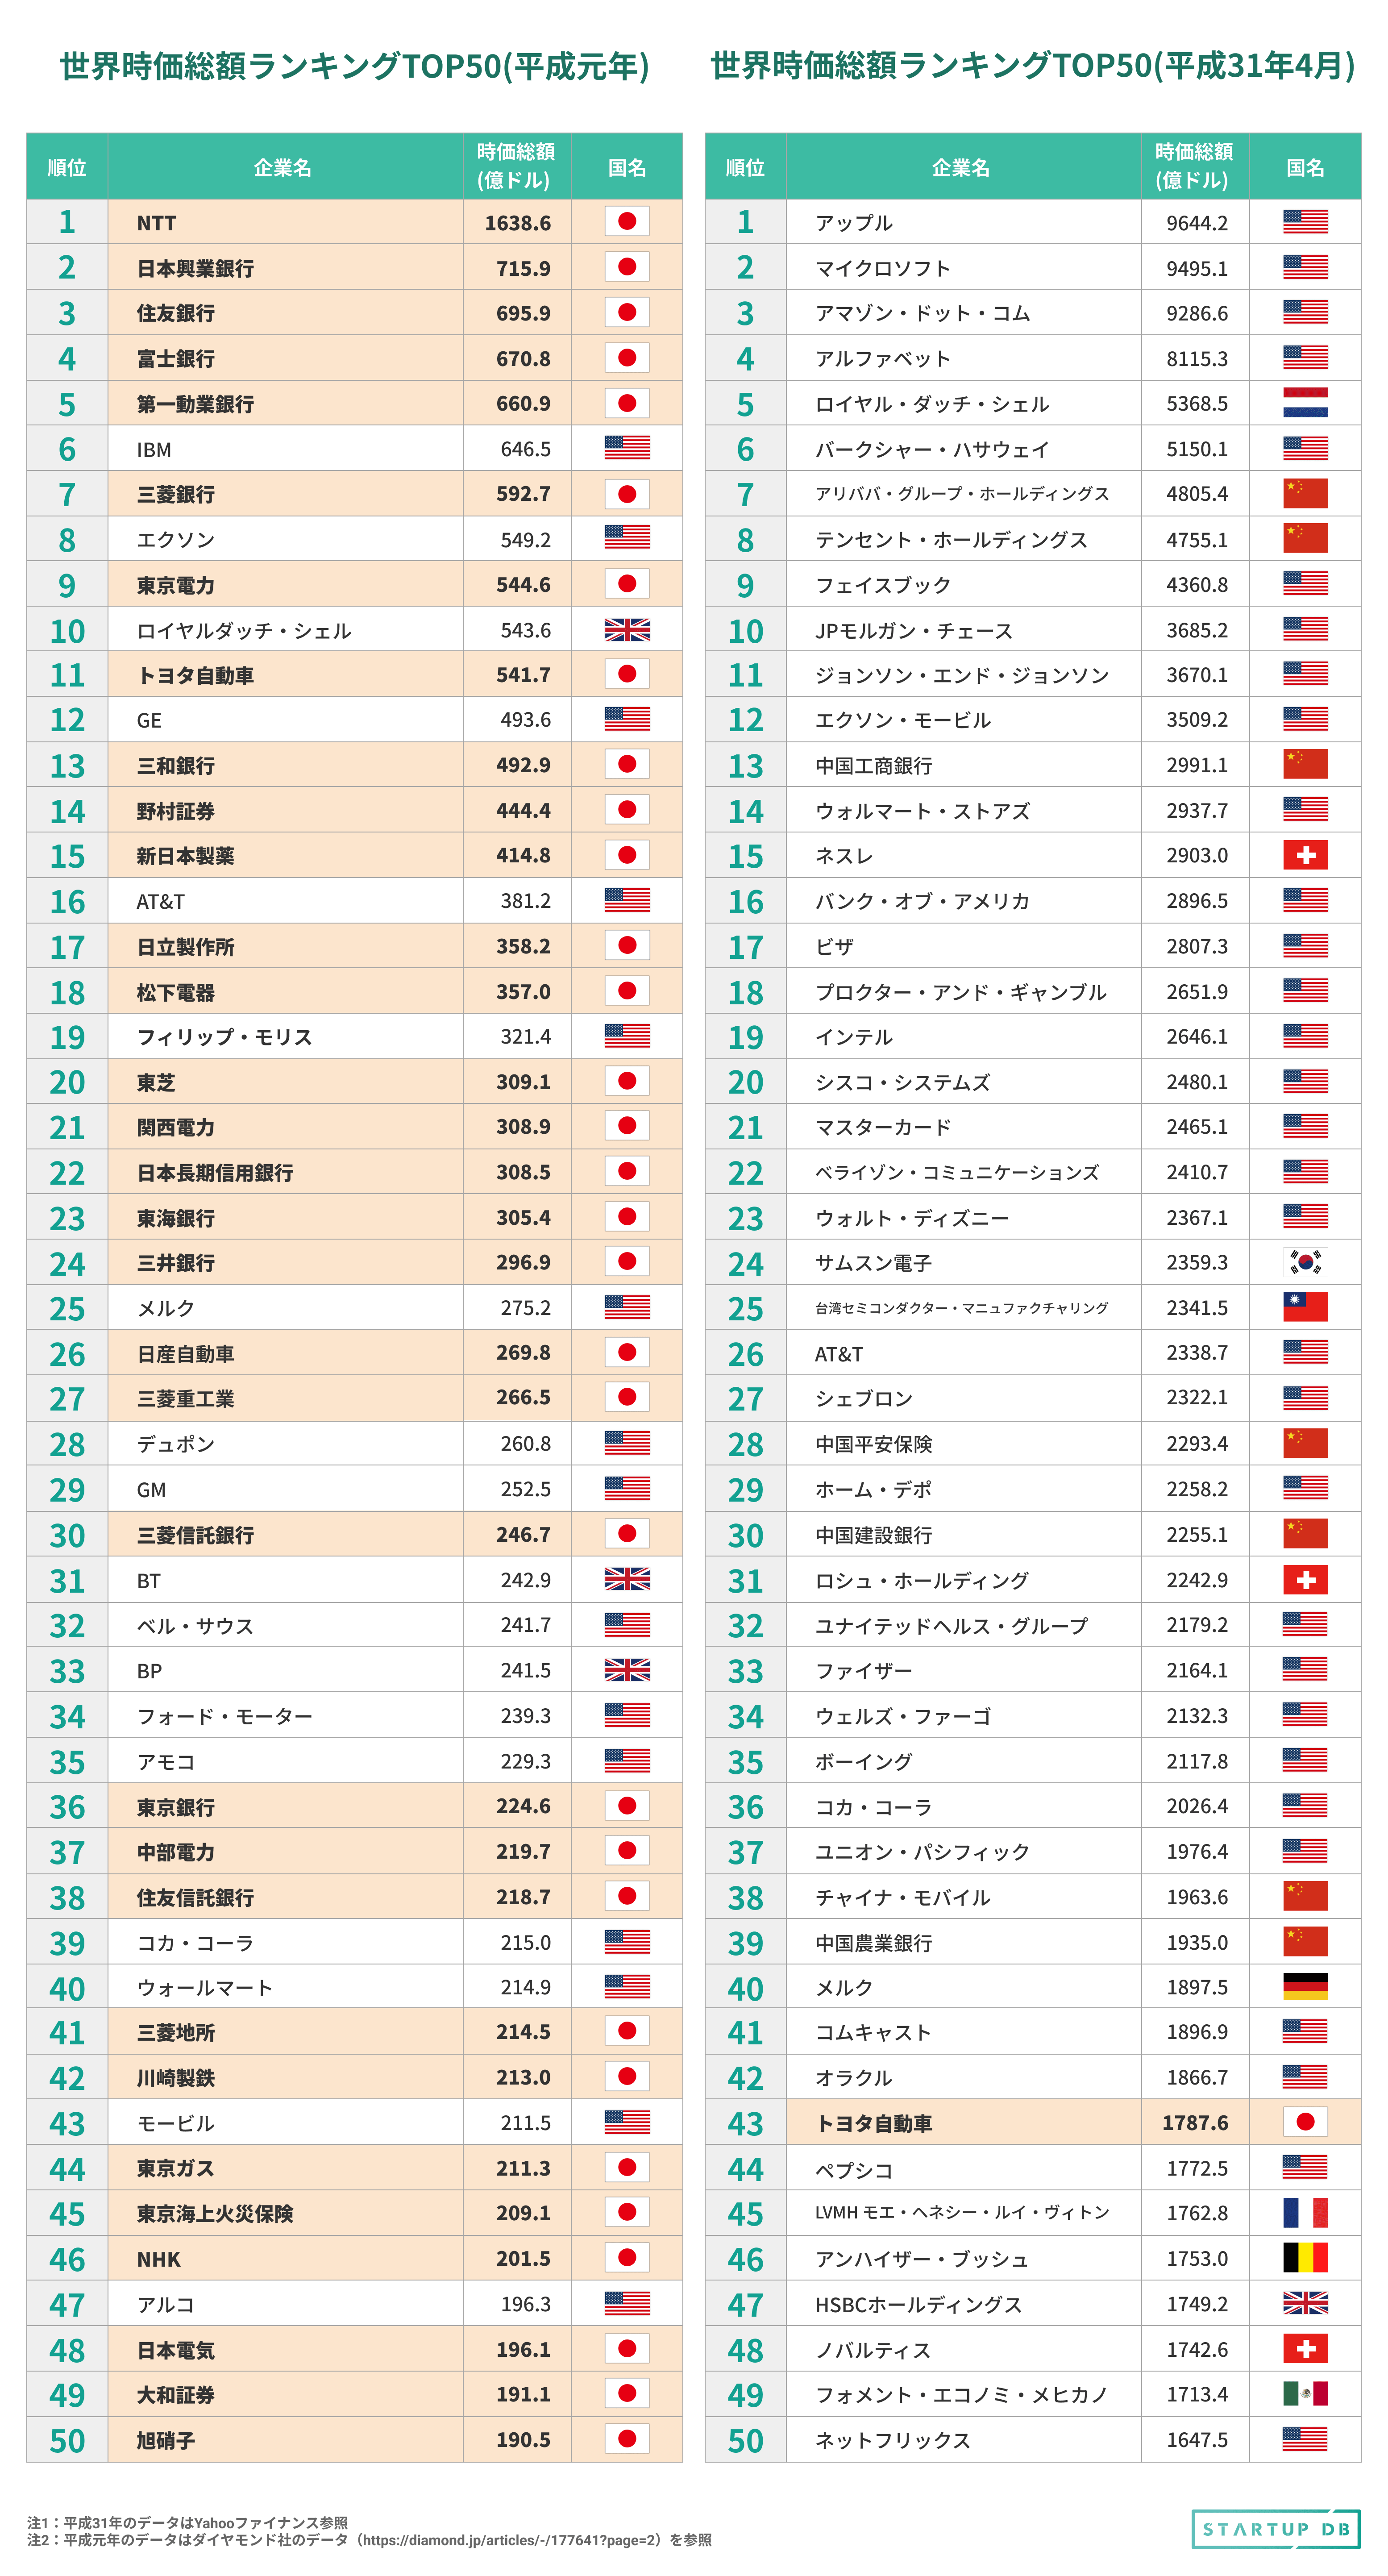 世界時価総額ランキングTOP50(平成元年)
順位 企業名 時価総額(億ドル) 国名
1 NTT 1638.6
2 日本興業銀行 715.9
3 住友銀行 695.9
4 富士銀行 670.8
5 第一動業銀行 660.9
6 IBM 646.5
7 三菱銀行 592.7
8 エクソン 549.2
9 東京電力 544.6
10 ロイヤルダッチ・シェル 543.6
11 トヨタ自動車 541.7
12 GE 493.6
13 三和銀行 492.9
14 野村証券 444.4
15 新日本製薬 414.8
16 AT&T 381.2
17 日立製作所 358.2
18 松下電器 357.0
19 フィリップ・モリス 321.4
20 東芝 309.1
21 関西電力 308.9
22 日本長期信用銀行 308.5
23 東海銀行 305.4
24 三井銀行 296.9
25 メルク 275.2
26 日産自動車 269.8
27 三菱重工業 266.5
28 デュポン 260.8
29 GM 252.5
30 三菱信託銀行 246.7
31 BT 242.9
32 ベル・サウス 241.7
33 BP 241.5
34 フォード・モーター 239.3
35 アモコ 229.3
36 東京銀行 224.6
37 中部電力 219.7
38 住友信託銀行 218.7
39 コカ・コーラ 215.0
40 ウォールマート 214.9
41 三菱地所 214.5
42 川崎製鉄 213.0
43 モービル 211.5
44 東京ガス 211.3
45 東京海上火災保険 209.1
46 NHK 201.5
47 アルコ 196.3
48 日本電気 196.1
49 大和証券 191.1
50 旭硝子 190.5
世界時価総額ランキングTOP50(平成31年4月)
順位 企業名 時価総額(億ドル) 国名
1 アップル 9644.2
2 マイクロソフト 9495.1
3 アマゾン・ドット・コム 9286.6
4 アルファベット 8115.3
5 ロイヤル・ダッチ・シェル 5368.5
6 バークシャー・ハサウェイ 5150.1
7 アリババ・グループ・ホールディングス 4805.4
8 テンセント・ホールディングス 4755.1
9 フェイスブック 4360.8
10 JPモルガン・チェース 3685.2
11 ジョンソン・エンド・ジョンソン 3670.1
12 エクソン・モービル 3509.2
13 中国工商銀行 2991.1
14 ウォルマート・ストアズ 2937.7
15 ネスレ 2903.0
16 バンク・オブ・アメリカ 2896.5
17 ビザ 2807.3
18 プロクター・アンド・ギャンブル 2651.9
19 インテル 2646.1
20 シスコ・システムズ 2480.1
21 マスターカード 2465.1
22 ベライゾン・コミュニケーションズ 2410.7
23 ウォルト・ディズニー 2367.1
24 サムスン電子 2359.3
25 台湾セミコンダクター・マニュファクチャリング 2341.5
26 AT&T 2338.7
27 シェブロン 2322.1
28 中国平安保険 2293.4
29 ホーム・デポ 2258.2
30 中国建設銀行 2255.1
31 ロシュ・ホールディング 2242.9
32 ユナイテッドヘルス・グループ 2179.2
33 ファイザー 2164.1
34 ウェルズ・ファーゴ 2132.3
35 ボーイング 2117.8
36 コカ・コーラ 2026.4
37 ユニオン・パシフィック 1976.4
38 チャイナ・モバイル 1963.6
39 中国農業銀行 1935.0
40 メルク 1897.5
41 コムキャスト 1896.9
42 オラクル 1866.7
43 トヨタ自動車 1787.6
44 ペプシコ 1772.5
45 LVMH モエ・ヘネシー・ルイ・ヴィトン 1762.8
46 アンハイザー・ブッシュ 1753.0
47 HSBCホールディングス 1749.2
48 ノバルティス 1742.6
49 フォメント・エコノミ・メヒカノ 1713.4
50 ネットフリックス 1647.5
注1：平成31年のデータはYahooファイナンス参照
注2：平成元年のデータはダイヤモンド社のデータ（https://diamond.jp/articles/-/177641?page=2）を参照
STARTUP DB